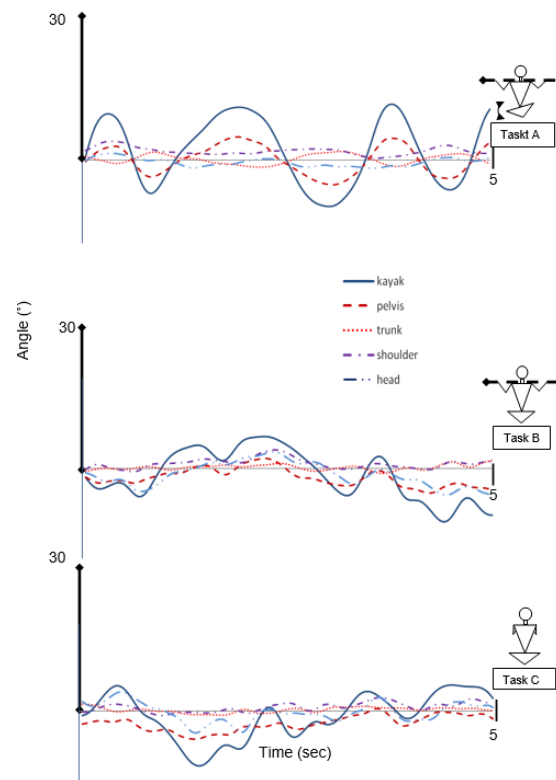 30
Taskt A
5
kayak
pelvis
trunk
shoulder
head
Angle (˚)
30
Task B
5
30
Task C
5
Time (sec)